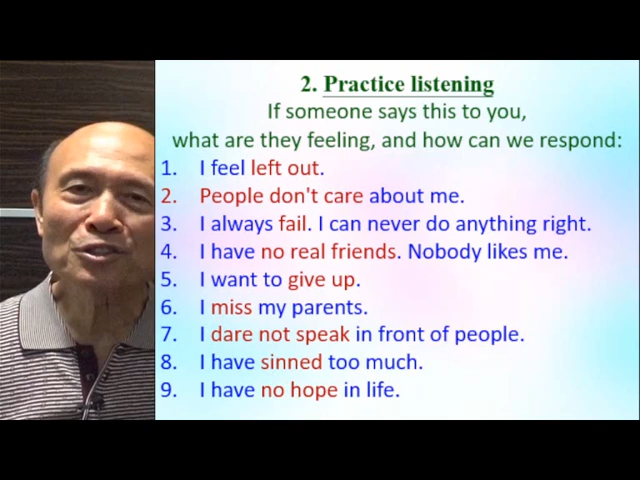 2. Practice listening
If someone says this to you,
what are they feeling, and how can we respond:
1. I feel left out.
2. People don't care about me.
3. I always fail. I can never do anything right.
4. I have no real friends. Nobody likes me.
5. I want to give up.
6. I miss my parents.
7. I dare not speak in front of people.
8. I have sinned too much.
9. I have no hope in life.